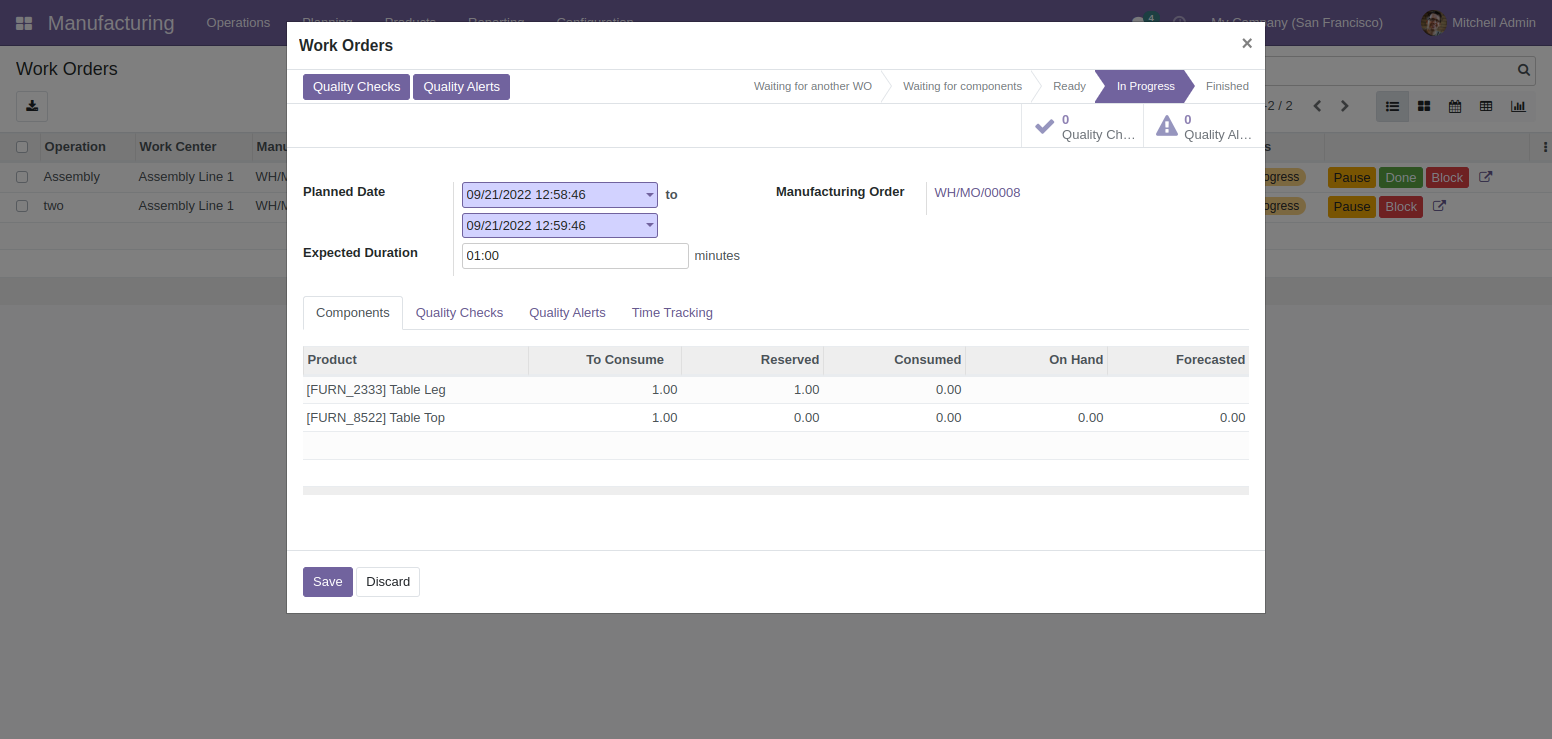 Manufacturing Operations Planning Products Reporting Configuration 4 My Company (San Francisco) Mitchell Admin
Work Orders ×
Work Orders
Quality Checks Quality Alerts Waiting for another WO Waiting for components Ready In Progress Finished
-2 / 2
0 Quality Ch... 0 Quality Al...
Operation Work Center Manu s
Assembly Assembly Line 1 WH/M ogress Pause Done Block
two Assembly Line 1 WH/M ogress Pause Block
Planned Date 09/21/2022 12:58:46 to Manufacturing Order WH/MO/00008
09/21/2022 12:59:46
Expected Duration 01:00 minutes
Components Quality Checks Quality Alerts Time Tracking
Product To Consume Reserved Consumed On Hand Forecasted
[FURN_2333] Table Leg 1.00 1.00 0.00
[FURN_8522] Table Top 1.00 0.00 0.00 0.00 0.00
Save Discard